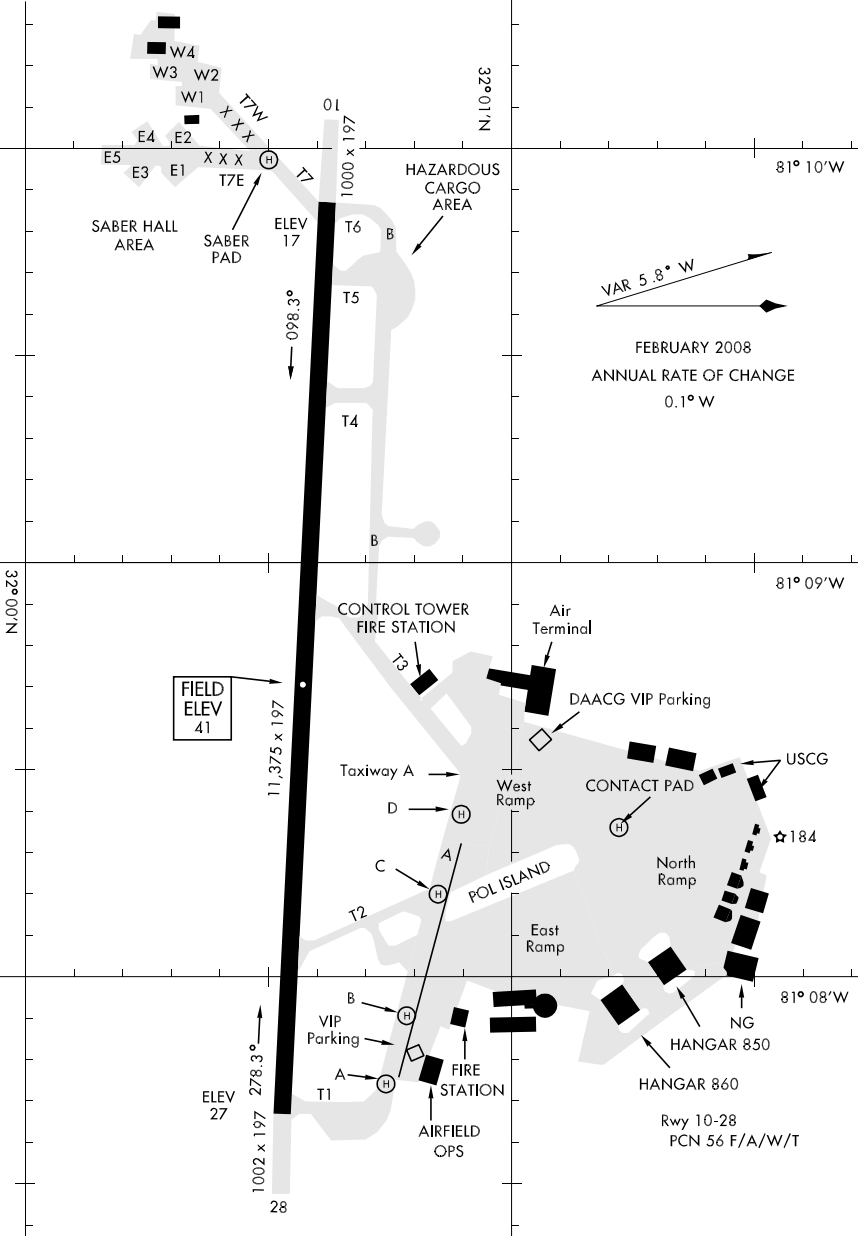 W4
W3
W2
W1
T7W
X X X
10
32°01'N
E4
E2
E5
X X X
E3
E1
T7E
H
T7
1000 x 197
81° 10'W
HAZARDOUS
CARGO
AREA
SABER HALL
AREA
SABER
PAD
ELEV
17
T6
B
T5
098.3°
VAR 5.8° W
FEBRUARY 2008
ANNUAL RATE OF CHANGE
0.1° W
T4
B
32°00'N
81° 09'W
CONTROL TOWER
FIRE STATION
Air
Terminal
T3
FIELD
ELEV
41
11,375 x 197
DAACG VIP Parking
USCG
Taxiway A
West
Ramp
CONTACT PAD
D
H
H
184
A
C
H
POL ISLAND
North
Ramp
T2
East
Ramp
81° 08'W
B
H
VIP
Parking
NG
HANGAR 850
278.3°
FIRE
STATION
HANGAR 860
A
H
ELEV
27
T1
AIRFIELD
OPS
Rwy 10-28
PCN 56 F/A/W/T
1002 x 197
28